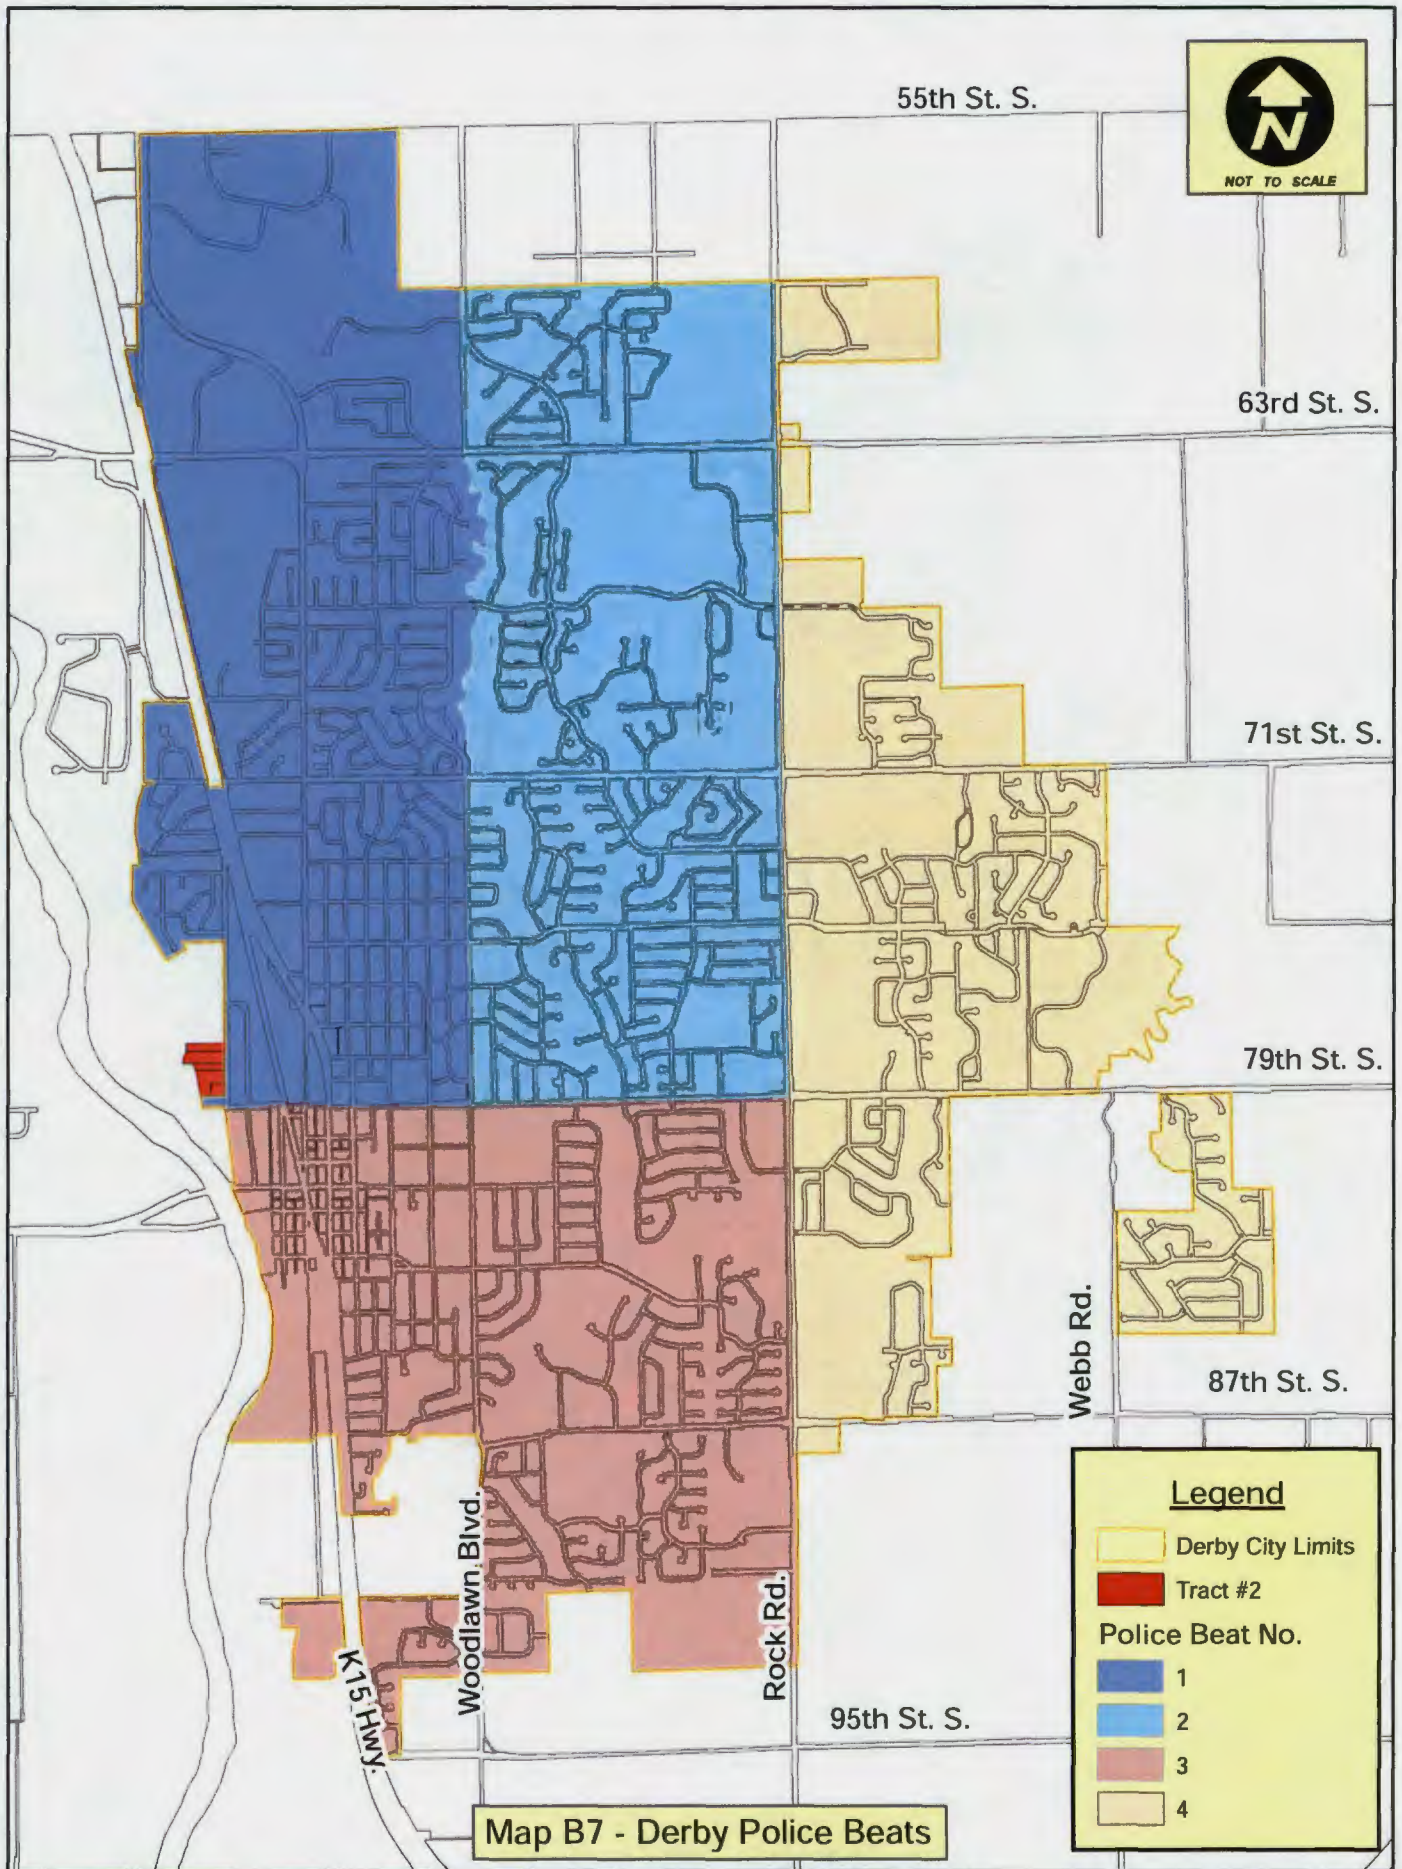 55th St. S.
N
NOT TO SCALE
63rd St. S.
71st St. S.
79th St. S.
Webb Rd.
87th St. S.
Woodlawn Blvd.
Rock Rd.
K15 Hwy.
95th St. S.
Legend
Derby City Limits
Tract #2
Police Beat No.
1
2
3
4
Map B7 - Derby Police Beats